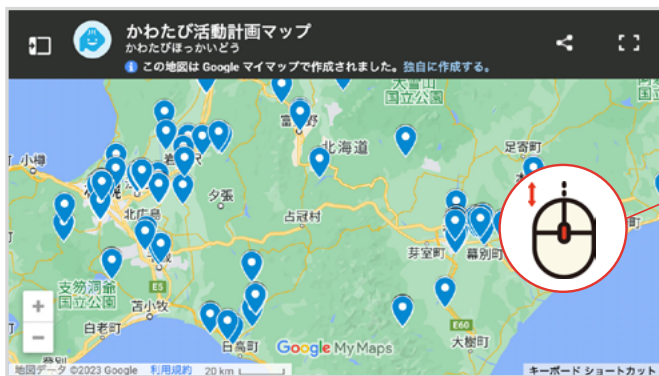 かわたび活動計画マップ
かわたびほっかいどう
この地図は Google マイマップで作成されました。独自に作成する。
大雪山
国立公園
足寄町
北海道
小樽
夕張
北広島
占冠村
芽室町
幕別町
支笏洞爺
国立公園
E5
苫小牧
白老町
日高町
E60
大樹町
Google My Maps
地図データ ©2023 Google
利用規約
20 km
キーボード ショートカット